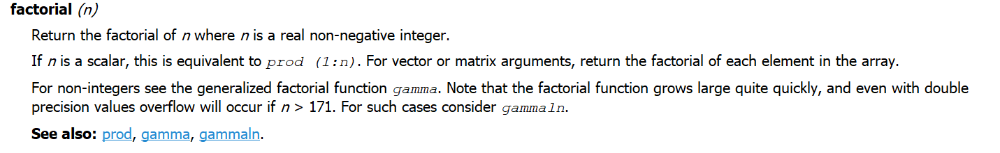 factorial (n)
Return the factorial of n where n is a real non-negative integer.
If n is a scalar, this is equivalent to prod (1:n). For vector or matrix arguments, return the factorial of each element in the array.
For non-integers see the generalized factorial function gamma. Note that the factorial function grows large quite quickly, and even with double
precision values overflow will occur if n > 171. For such cases consider gammaln.
See also: prod, gamma, gammaln.